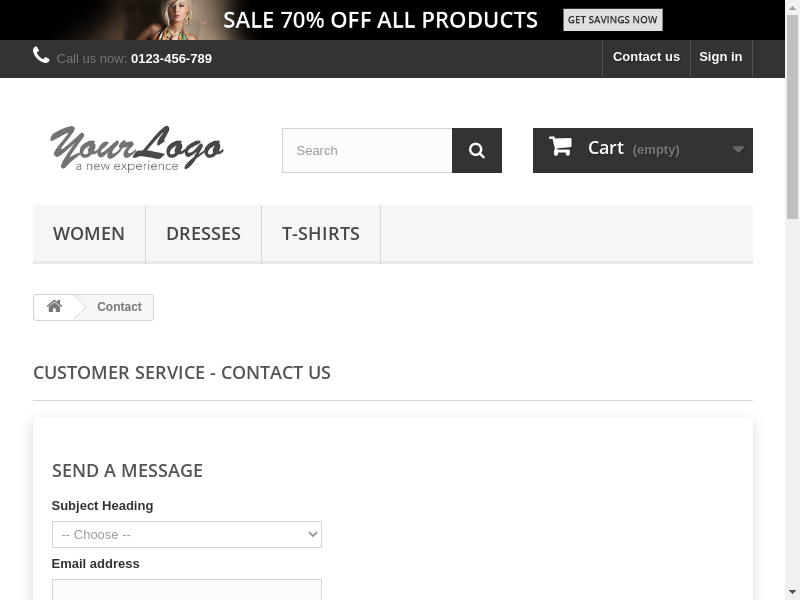 SALE 70% OFF ALL PRODUCTS GET SAVINGS NOW
Call us now: 0123-456-789 Contact us Sign in
YourLogo
a new experience
Search
Cart (empty)
WOMEN DRESSES T-SHIRTS
Contact
CUSTOMER SERVICE - CONTACT US
SEND A MESSAGE
Subject Heading
-- Choose --
Email address